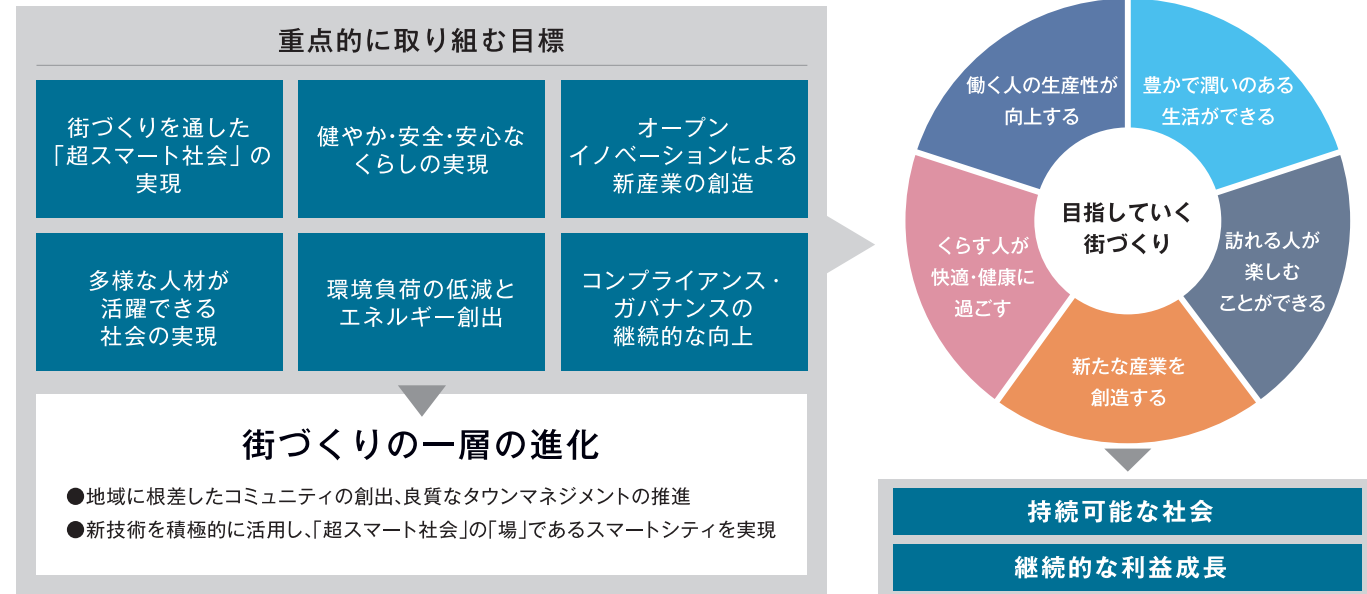 重点的に取り組む目標
街づくりを通した
「超スマート社会」の
実現
健やか・安全・安心な
くらしの実現
オープン
イノベーションによる
新産業の創造
多様な人材が
活躍できる
社会の実現
環境負荷の低減と
エネルギー創出
コンプライアンス・
ガバナンスの
継続的な向上
街づくりの一層の進化
●地域に根差したコミュニティの創出、良質なタウンマネジメントの推進
●新技術を積極的に活用し、「超スマート社会」の「場」であるスマートシティを実現
働く人の生産性が
向上する
豊かで潤いのある
生活ができる
目指していく
街づくり
くらす人が
快適・健康に
過ごす
訪れる人が
楽しむ
ことができる
新たな産業を
創造する
持続可能な社会
継続的な利益成長